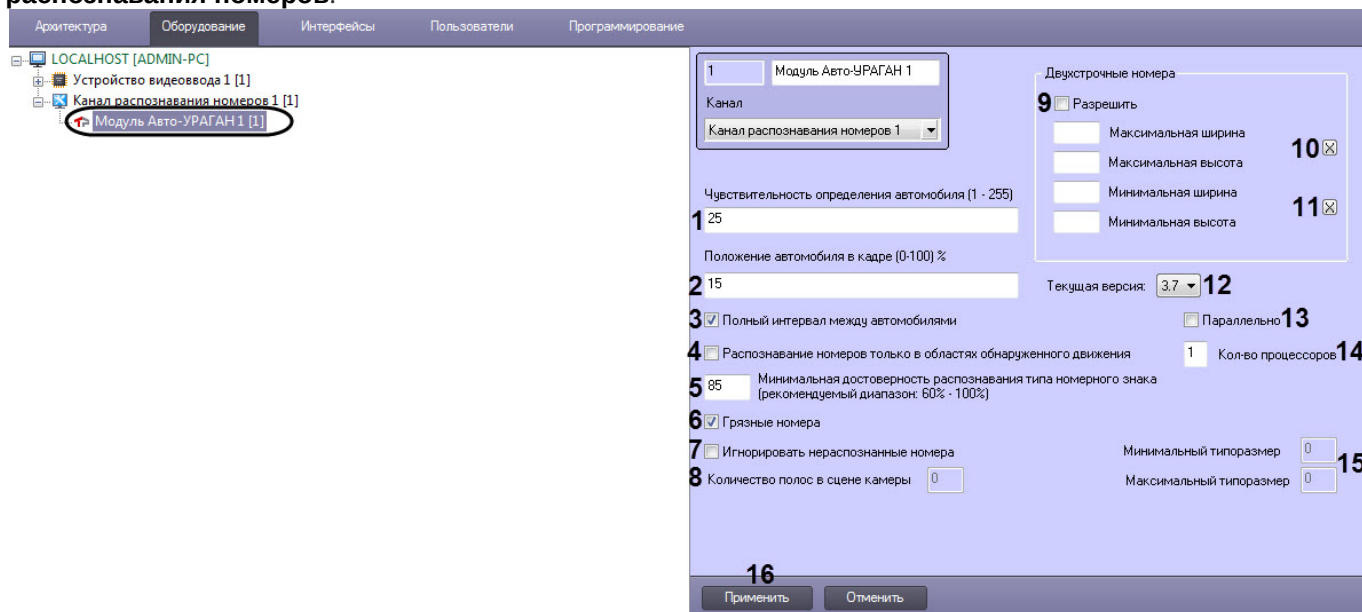 распознавания номеров.
Архитектура Оборудование Интерфейсы Пользователи Программирование
LOCALHOST [ADMIN-PC]
Устройство видеоввода 1 [1]
Канал распознавания номеров 1 [1]
Модуль Авто-УРАГАН 1 [1]
1 Модуль Авто-УРАГАН 1
Канал
Канал распознавания номеров 1
Двухстрочные номера
9 Разрешить
Максимальная ширина
10
Максимальная высота
Минимальная ширина
11
Минимальная высота
Чувствительность определения автомобиля (1 - 255)
1 25
Положение автомобиля в кадре (0-100) %
2 15
Текущая версия: 3.7 12
3 Полный интервал между автомобилями
Параллельно 13
4 Распознавание номеров только в областях обнаруженного движения
1 Кол-во процессоров 14
5 85 Минимальная достоверность распознавания типа номерного знака
(рекомендуемый диапазон: 60% - 100%)
6 Грязные номера
7 Игнорировать нераспознанные номера
Минимальный типоразмер 0
15
8 Количество полос в сцене камеры 0
Максимальный типоразмер 0
16
Применить Отменить